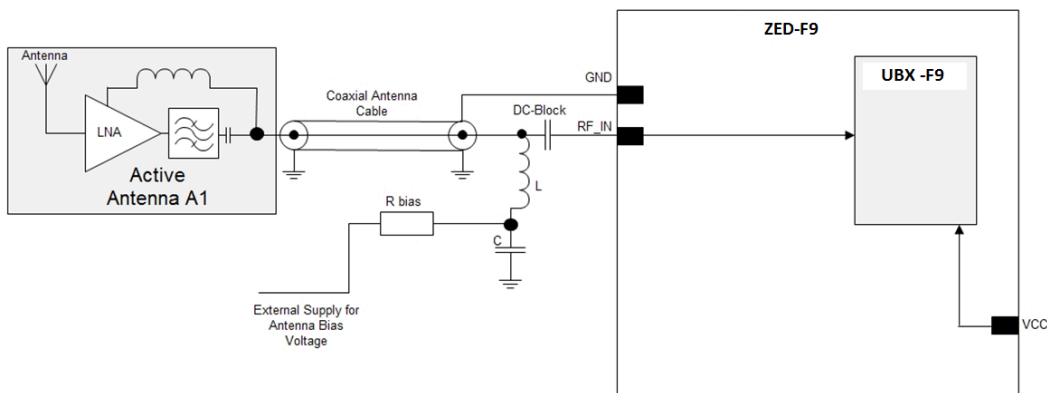 ZED-F9
Antenna
UBX -F9
GND
Coaxial Antenna
Cable
DC-Block
RF_IN
LNA
Active
Antenna A1
L
R bias
C
External Supply for
Antenna Bias
Voltage
VCC